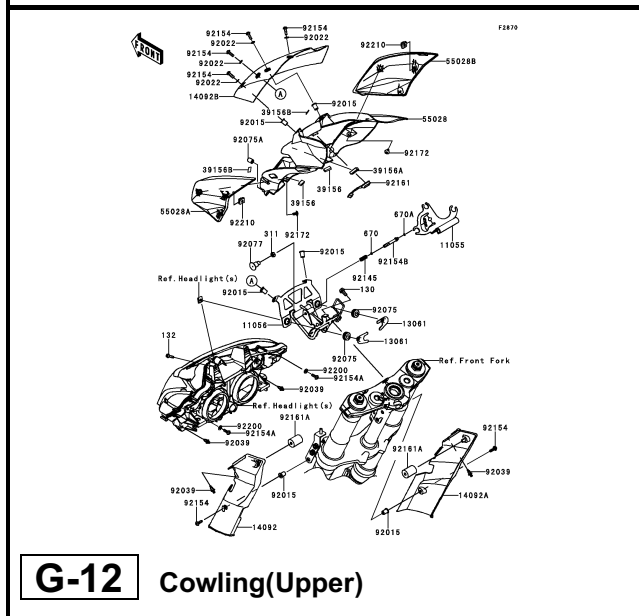 F2870
92154
92154
92022
92022
92210
92154
92022
55028B
FRONT
92154
92022
A
14092B
39156B
92015
92015
55028
92075A
92172
39156B
39156A
39156
92161
39156
670A
55028A
92210
92172
311
670
92077
92015
11055
92154B
Ref.Headlight(s)
A
92145
130
92015
92075
11056
13061
132
13061
92075
Ref.Front Fork
92200
92154A
92039
Ref.Headlight(s)
92200
92161A
92154A
92154
92161A
92039
92039
92039
92015
14092A
92154
14092
92015
G-12 Cowling(Upper)